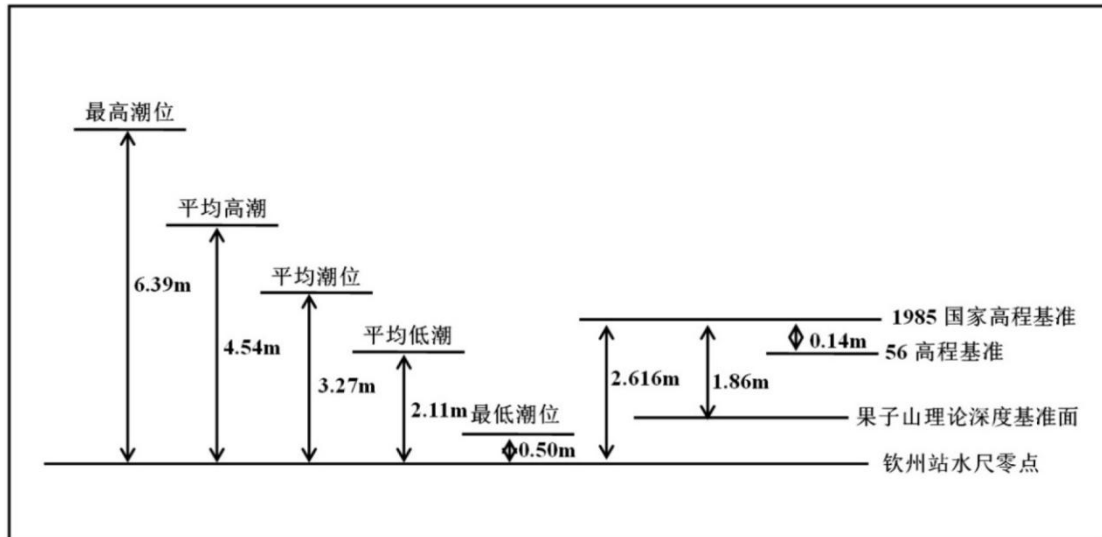 最高潮位
平均高潮
6.39m
平均潮位
1985 国家高程基准
平均低潮
0.14m
4.54m
56 高程基准
2.616m
1.86m
3.27m
2.11m
最低潮位
果子山理论深度基准面
0.50m
钦州站水尺零点